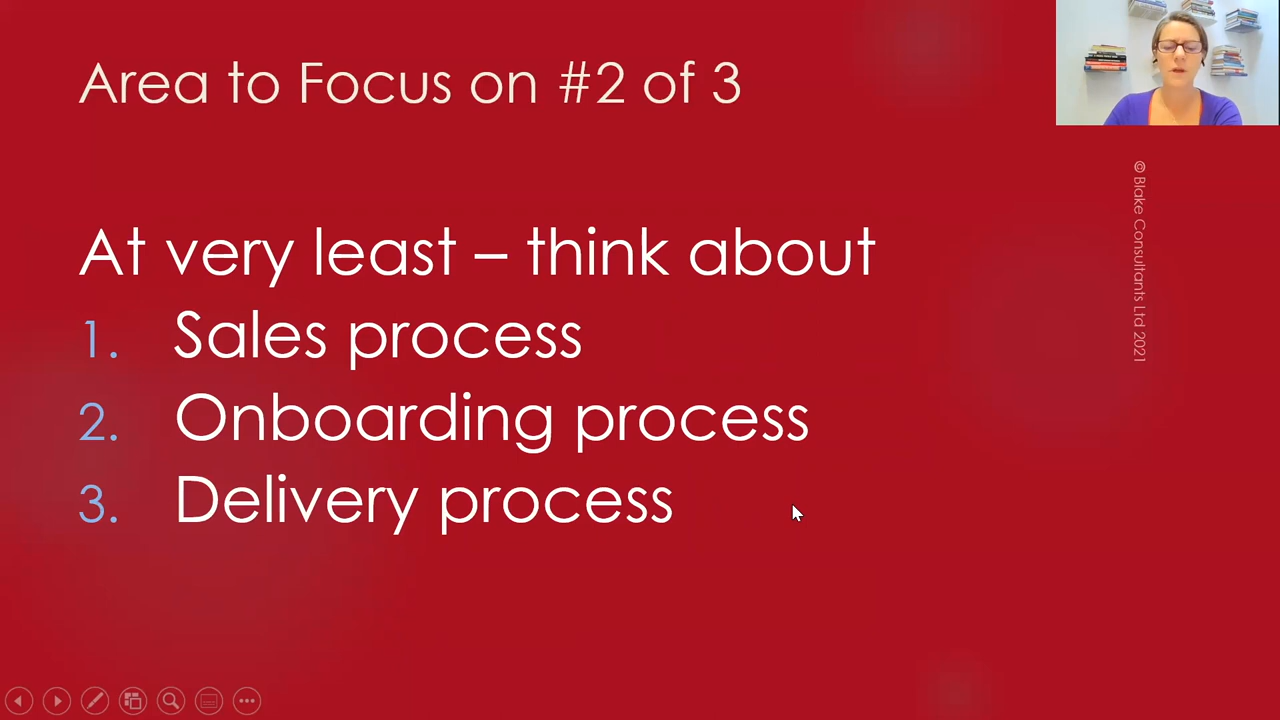 Area to Focus on #2 of 3
At very least – think about
1. Sales process
2. Onboarding process
3. Delivery process
© Blake Consultants Ltd 2021